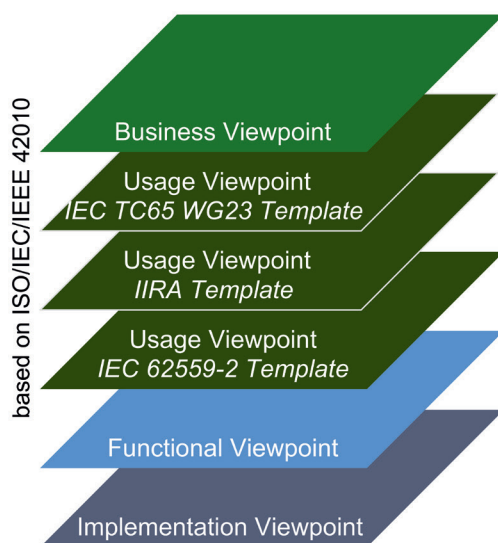 based on ISO/IEC/IEEE 42010
Business Viewpoint
Usage Viewpoint
IEC TC65 WG23 Template
Usage Viewpoint
IIRA Template
Usage Viewpoint
IEC 62559-2 Template
Functional Viewpoint
Implementation Viewpoint